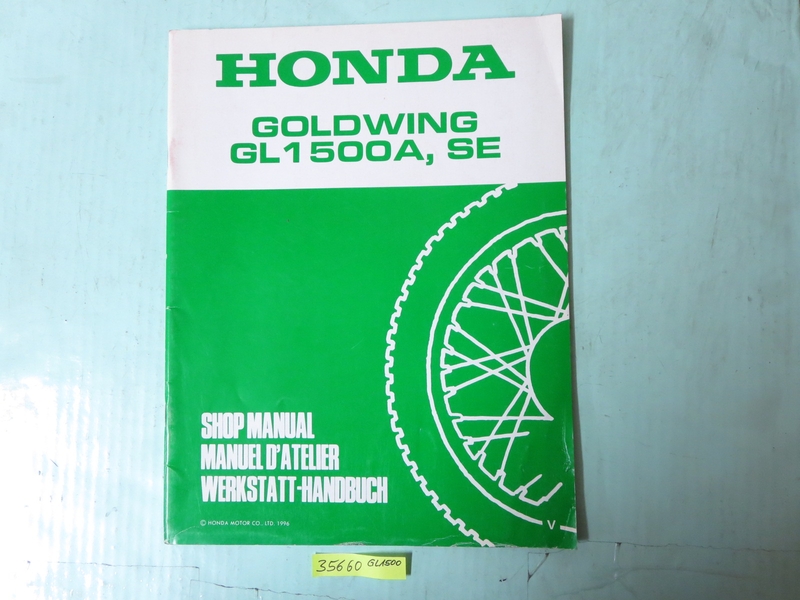 HONDA
GOLDWING
GL1500A, SE
SHOP MANUAL
MANUEL D'ATELIER
WERKSTATT-HANDBUCH
© HONDA MOTOR CO., LTD. 1996
V
35660 GL1500